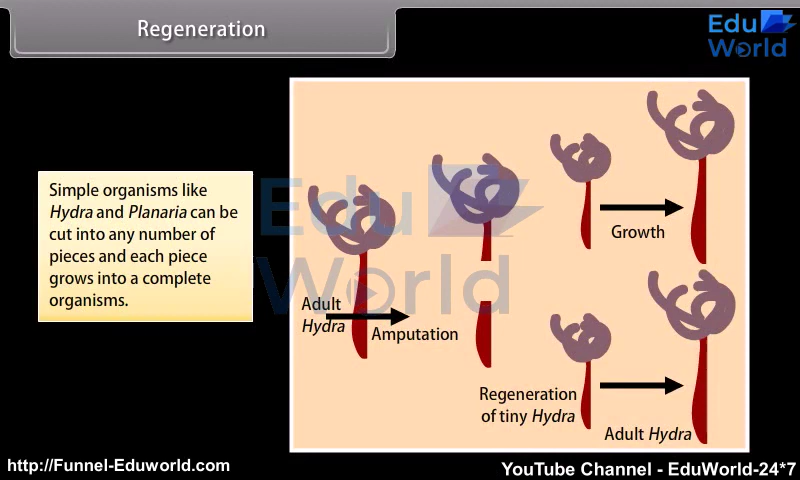 Regeneration
Edu
World
Simple organisms like
Hydra and Planaria can be
cut into any number of
pieces and each piece
grows into a complete
organisms.
Edu
World
Growth
Adult
Hydra
Amputation
Regeneration
of tiny Hydra
Adult Hydra
http://Funnel-Eduworld.com
YouTube Channel - EduWorld-24*7